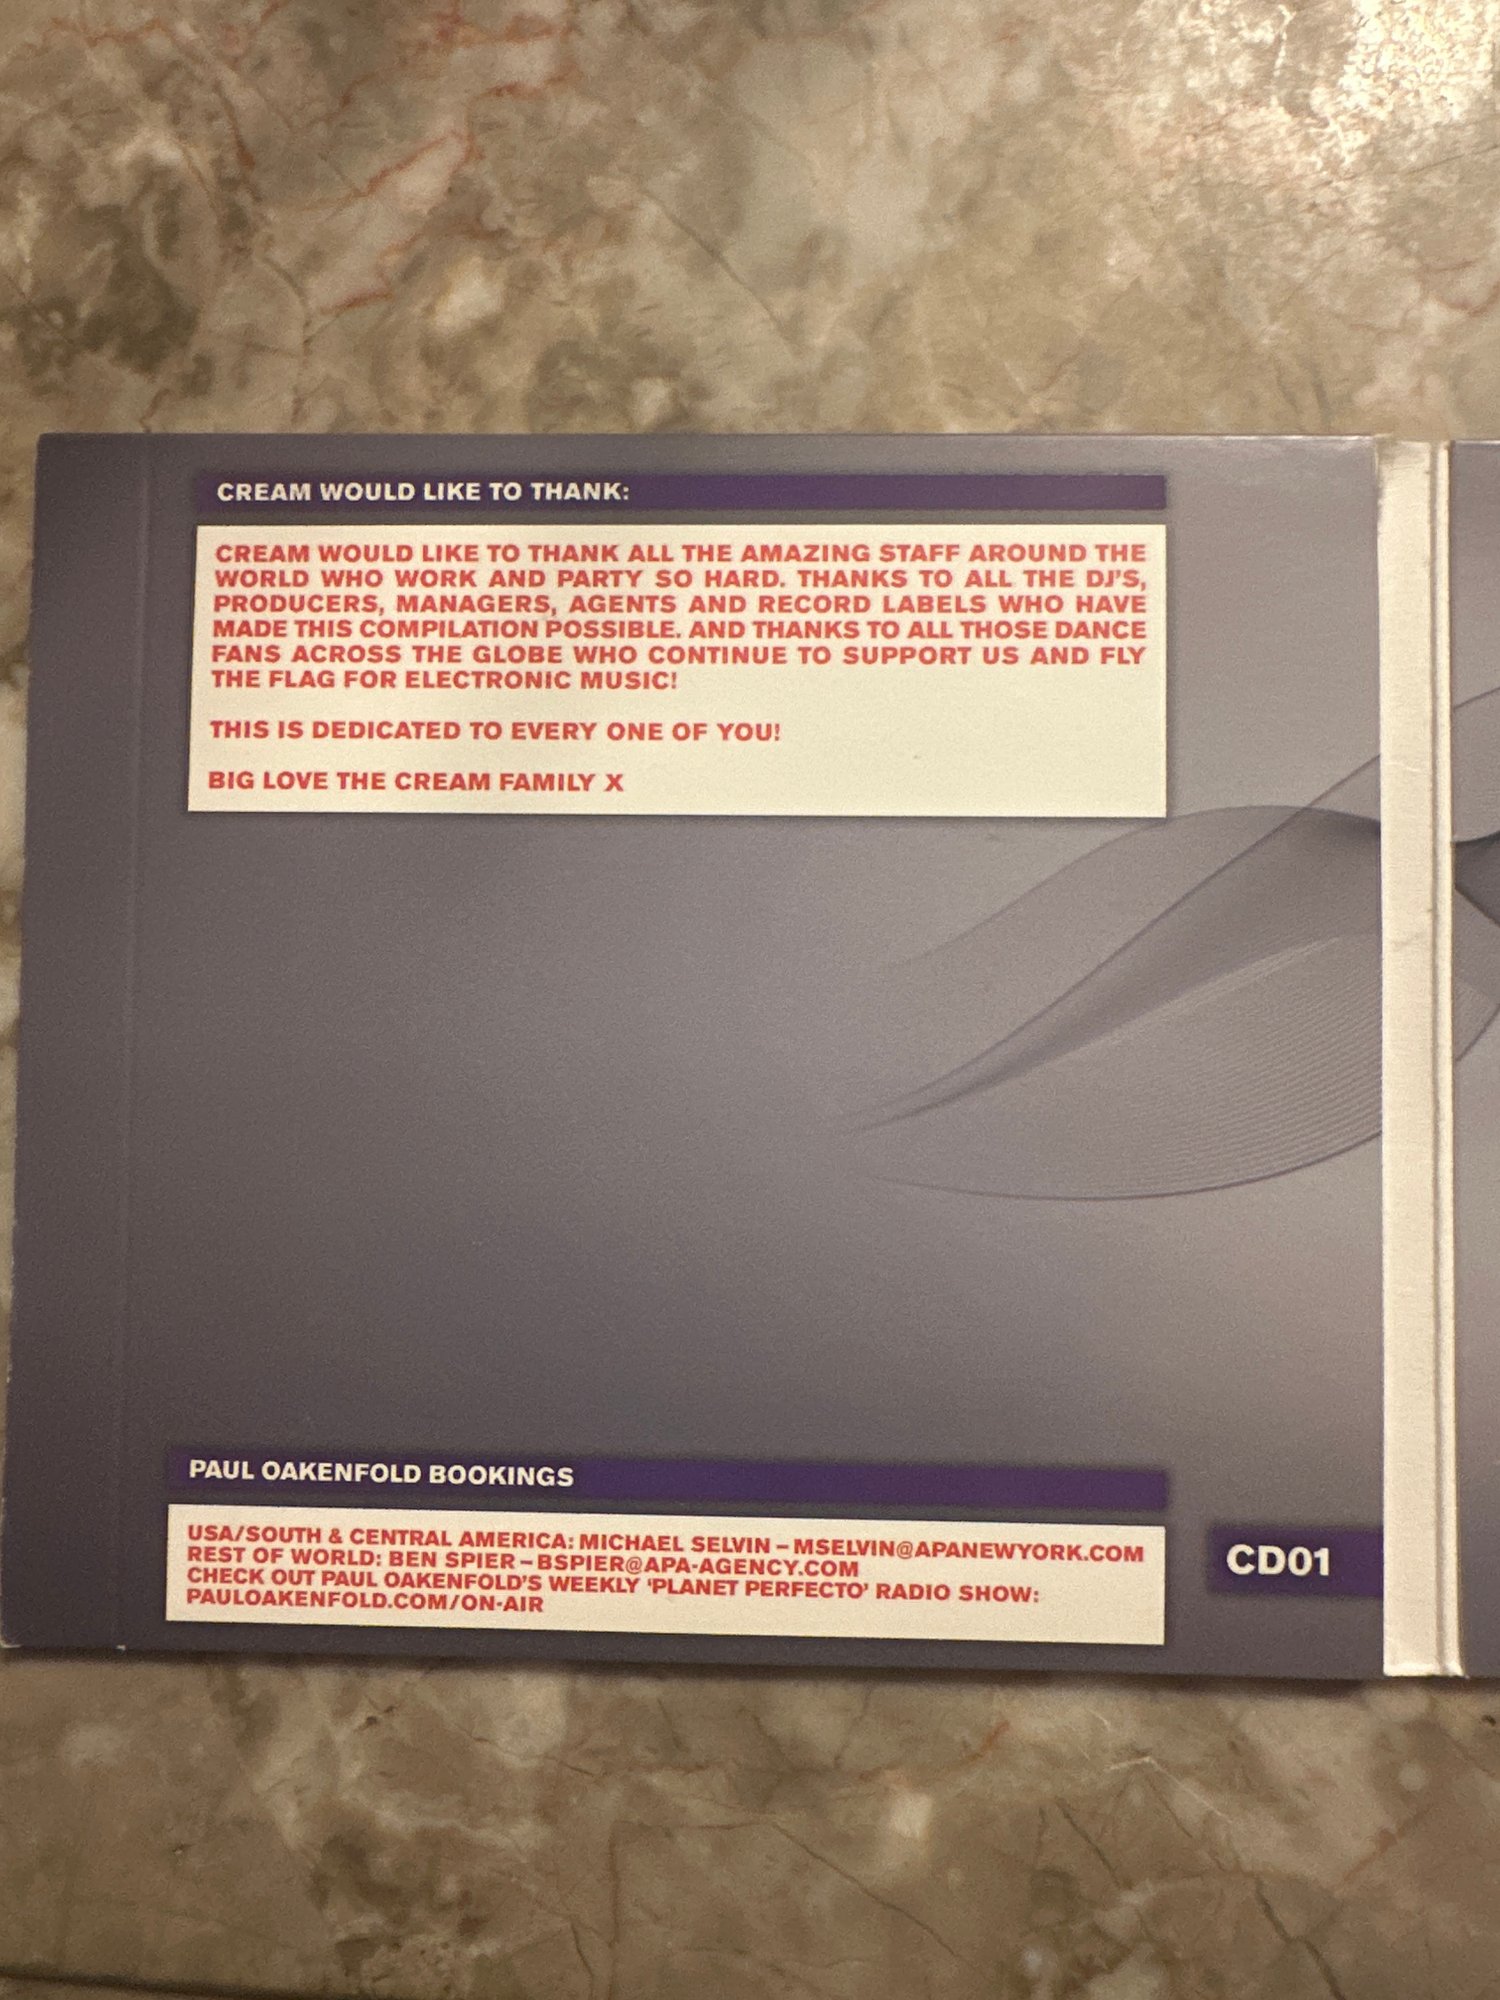 CREAM WOULD LIKE TO THANK:
CREAM WOULD LIKE TO THANK ALL THE AMAZING STAFF AROUND THE
WORLD WHO WORK AND PARTY SO HARD. THANKS TO ALL THE DJ'S,
PRODUCERS, MANAGERS, AGENTS AND RECORD LABELS WHO HAVE
MADE THIS COMPILATION POSSIBLE. AND THANKS TO ALL THOSE DANCE
FANS ACROSS THE GLOBE WHO CONTINUE TO SUPPORT US AND FLY
THE FLAG FOR ELECTRONIC MUSIC!
THIS IS DEDICATED TO EVERY ONE OF YOU!
BIG LOVE THE CREAM FAMILY X
PAUL OAKENFOLD BOOKINGS
USA/SOUTH & CENTRAL AMERICA: MICHAEL SELVIN – MSELVIN@APANEWYORK.COM
REST OF WORLD: BEN SPIER – BSPIER@APA-AGENCY.COM
CHECK OUT PAUL OAKENFOLD'S WEEKLY 'PLANET PERFECTO' RADIO SHOW:
PAULOAKENFOLD.COM/ON-AIR
CD01